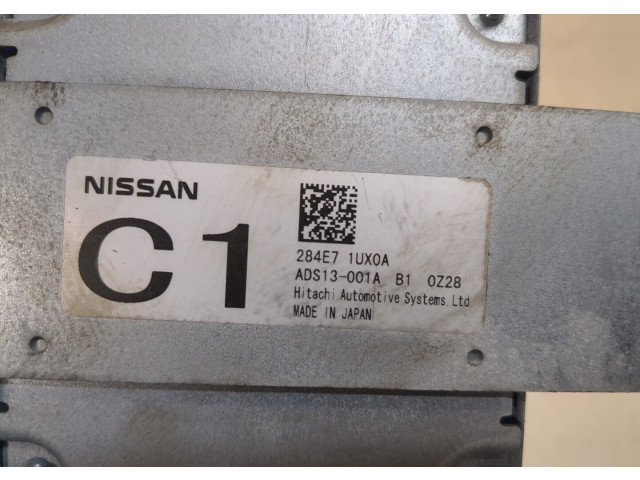 NISSAN
C1
284E7 1UX0A
ADS13-001A B1 0Z28
Hitachi Automotive Systems, Ltd.
MADE IN JAPAN